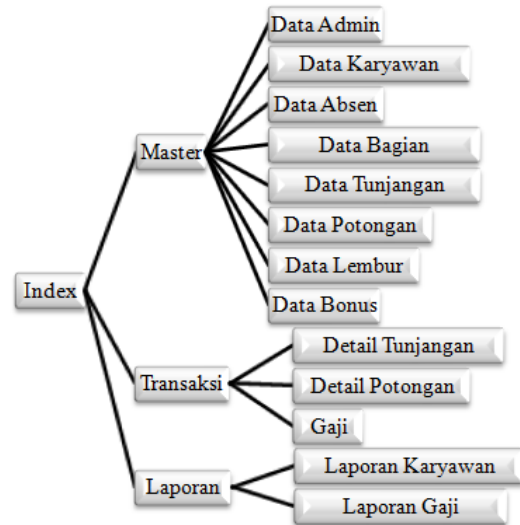 Index
Master
Data Admin
Data Karyawan
Data Absen
Data Bagian
Data Tunjangan
Data Potongan
Data Lembur
Data Bonus
Transaksi
Detail Tunjangan
Detail Potongan
Gaji
Laporan
Laporan Karyawan
Laporan Gaji